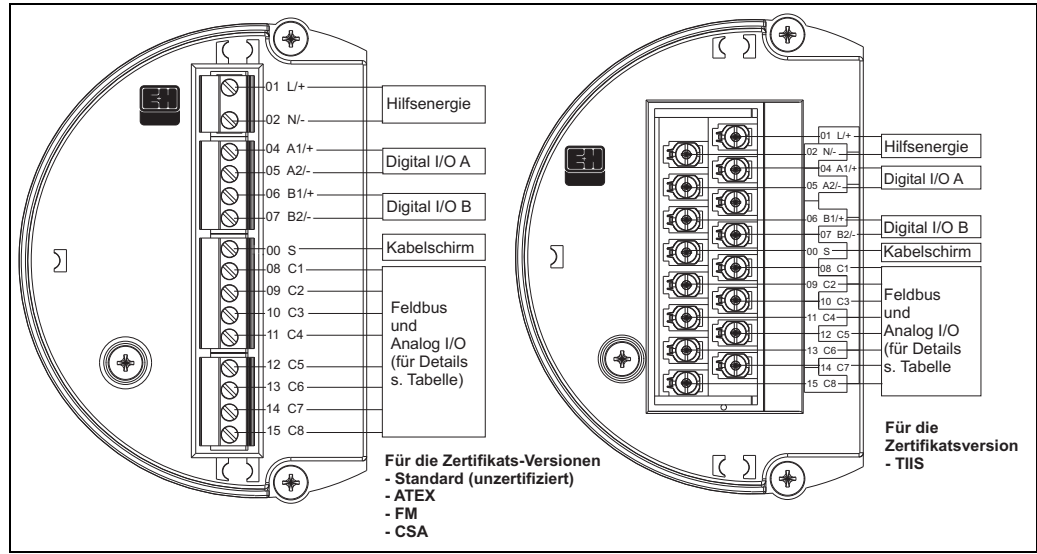 01 L/+
02 N/-
Hilfsenergie
04 A1/+
05 A2/-
Digital I/O A
06 B1/+
07 B2/-
Digital I/O B
00 S
Kabelschirm
08 C1
09 C2
10 C3
11 C4
12 C5
13 C6
14 C7
15 C8
Feldbus
und
Analog I/O
(für Details
s. Tabelle)
Für die Zertifikats-Versionen
- Standard (unzertifiziert)
- ATEX
- FM
- CSA
EH
01 L/+
02 N/-
Hilfsenergie
04 A1/+
05 A2/-
Digital I/O A
06 B1/+
07 B2/-
Digital I/O B
00 S
Kabelschirm
08 C1
09 C2
10 C3
11 C4
12 C5
13 C6
14 C7
15 C8
Feldbus
und
Analog I/O
(für Details
s. Tabelle
Für die
Zertifikatsversion
- TIIS
EH